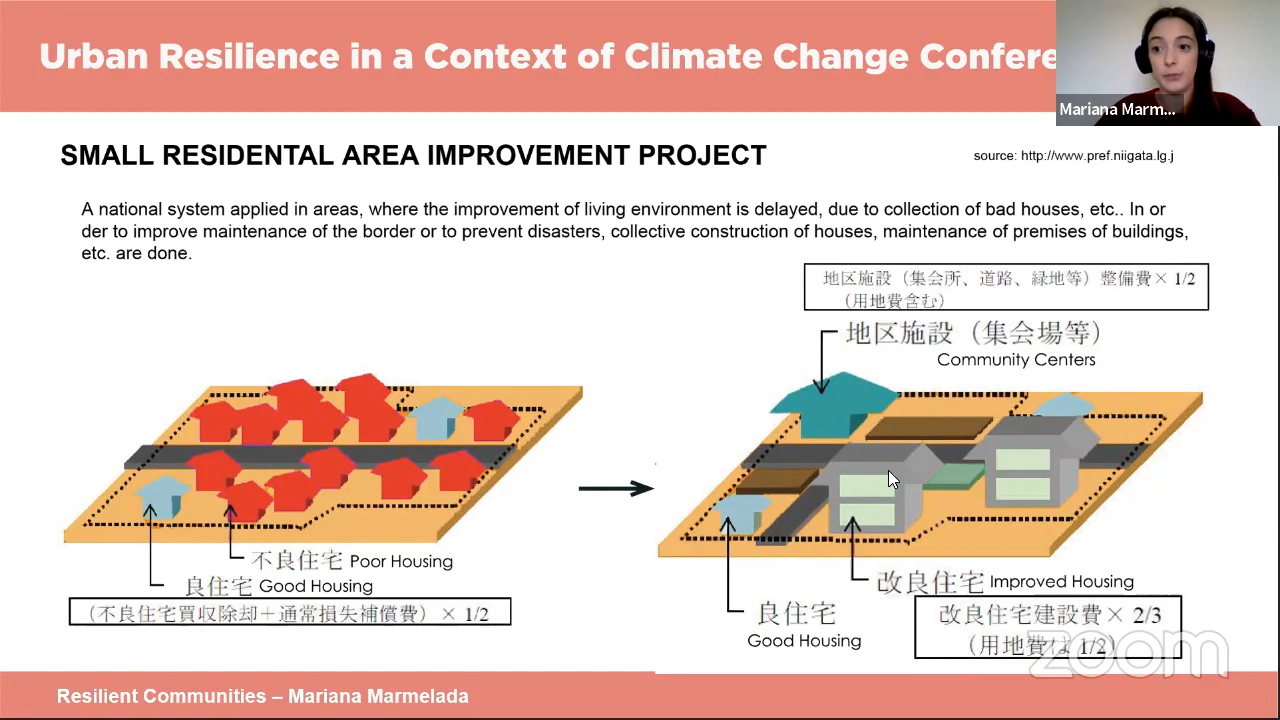 Urban Resilience in a Context of Climate Change Confere
Mariana Marm...
SMALL RESIDENTAL AREA IMPROVEMENT PROJECT
source: http://www.pref.niigata.lg.j
A national system applied in areas, where the improvement of living environment is delayed, due to collection of bad houses, etc.. In or
der to improve maintenance of the border or to prevent disasters, collective construction of houses, maintenance of premises of buildings,
etc. are done.
地区施設（集会所、道路、緑地等）整備費× 1/2
（用地費含む）
地区施設（集会場等）
Community Centers
不良住宅 Poor Housing
良住宅 Good Housing
（不良住宅買収除却＋通常損失補償費）× 1/2
改良住宅 Improved Housing
良住宅
Good Housing
改良住宅建設費× 2/3
（用地費は 1/2）
zoom
Resilient Communities – Mariana Marmelada